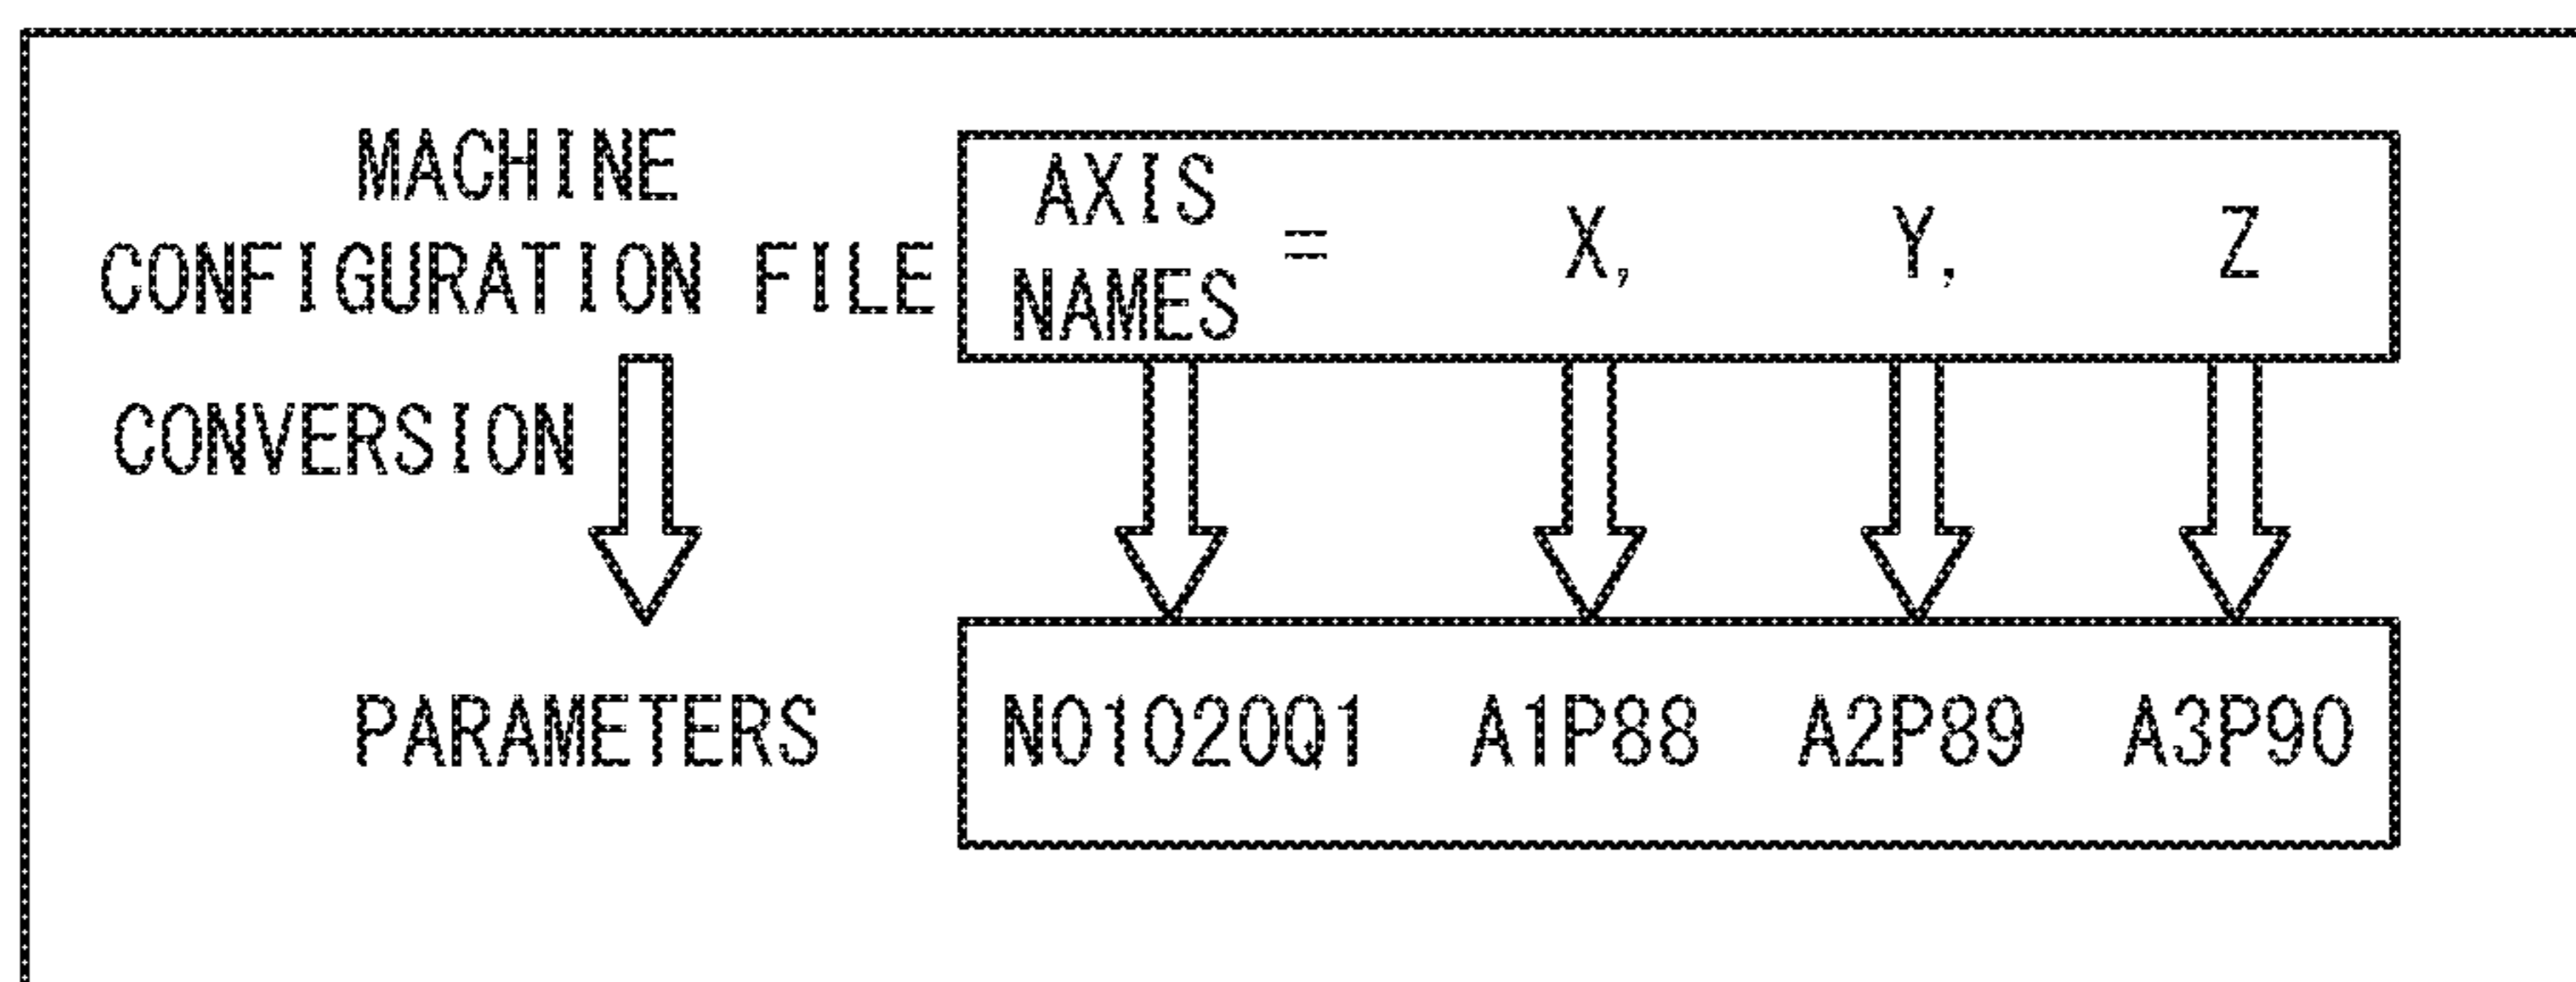 MACHINE
CONFIGURATION FILE
AXIS
NAMES = X, Y, Z
CONVERSION
PARAMETERS
N01020Q1 A1P88 A2P89 A3P90